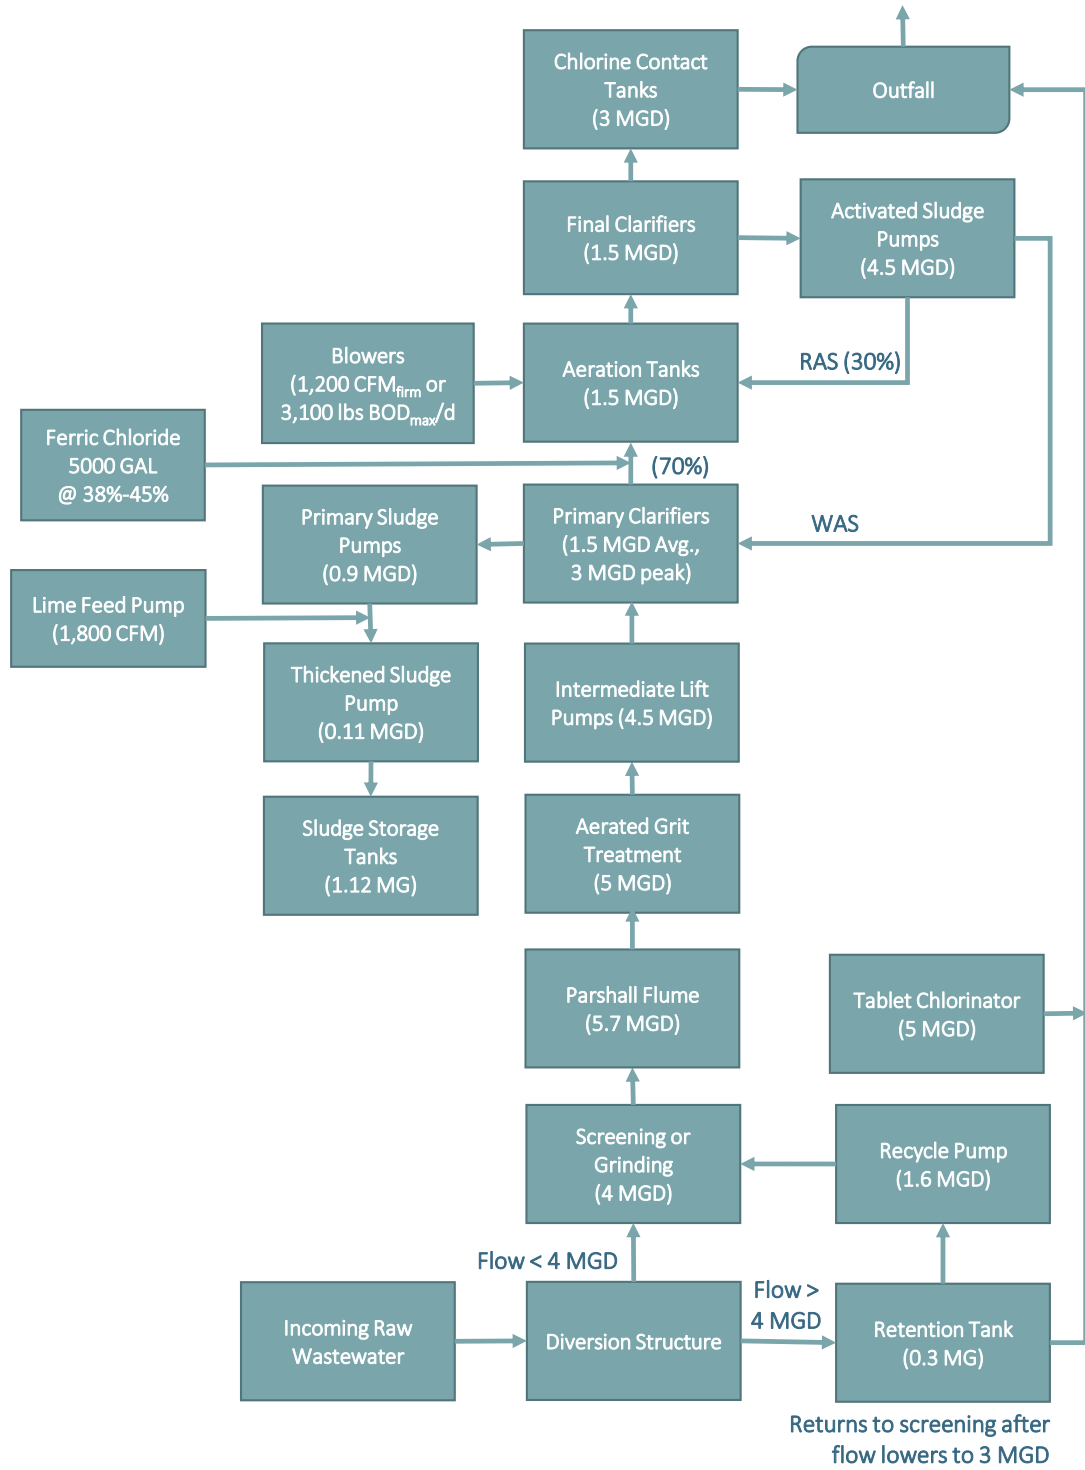 Chlorine Contact
Tanks
(3 MGD)
Outfall
Final Clarifiers
(1.5 MGD)
Activated Sludge
Pumps
(4.5 MGD)
Blowers
(1,200 CFMfirm or
3,100 lbs BODmax/d
Aeration Tanks
(1.5 MGD)
RAS (30%)
Ferric Chloride
5000 GAL
@ 38%-45%
(70%)
Primary Sludge
Pumps
(0.9 MGD)
Primary Clarifiers
(1.5 MGD Avg.,
3 MGD peak)
WAS
Lime Feed Pump
(1,800 CFM)
Thickened Sludge
Pump
(0.11 MGD)
Intermediate Lift
Pumps (4.5 MGD)
Sludge Storage
Tanks
(1.12 MG)
Aerated Grit
Treatment
(5 MGD)
Parshall Flume
(5.7 MGD)
Tablet Chlorinator
(5 MGD)
Screening or
Grinding
(4 MGD)
Recycle Pump
(1.6 MGD)
Flow < 4 MGD
Flow >
4 MGD
Incoming Raw
Wastewater
Diversion Structure
Retention Tank
(0.3 MG)
Returns to screening after
flow lowers to 3 MGD